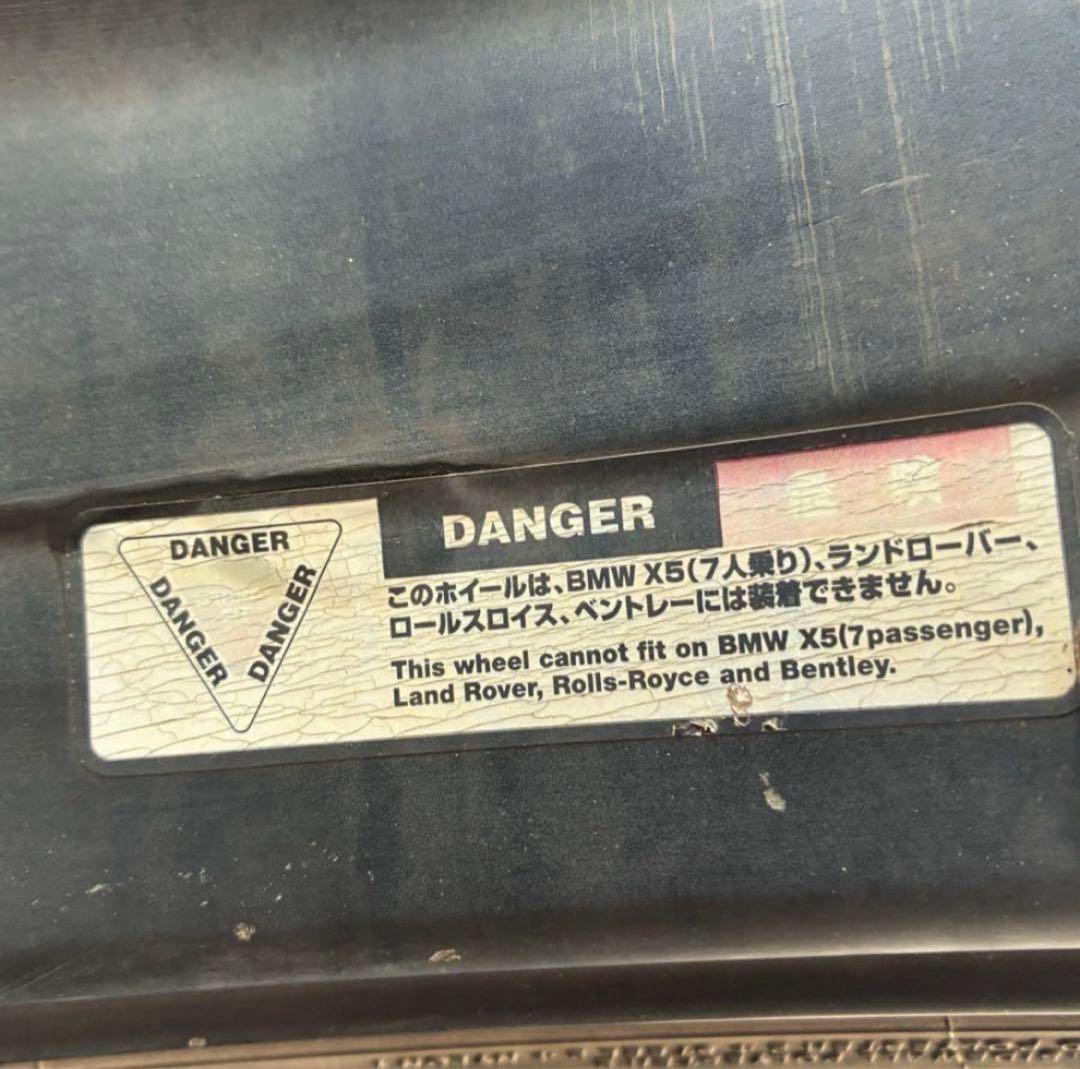 DANGER
DANGER
DANGER
DANGER
このホイールは、BMW X5(7人乗り)、ランドローバー、
ロールスロイス、ベントレーには装着できません。
This wheel cannot fit on BMW X5(7passenger),
Land Rover, Rolls-Royce and Bentley.